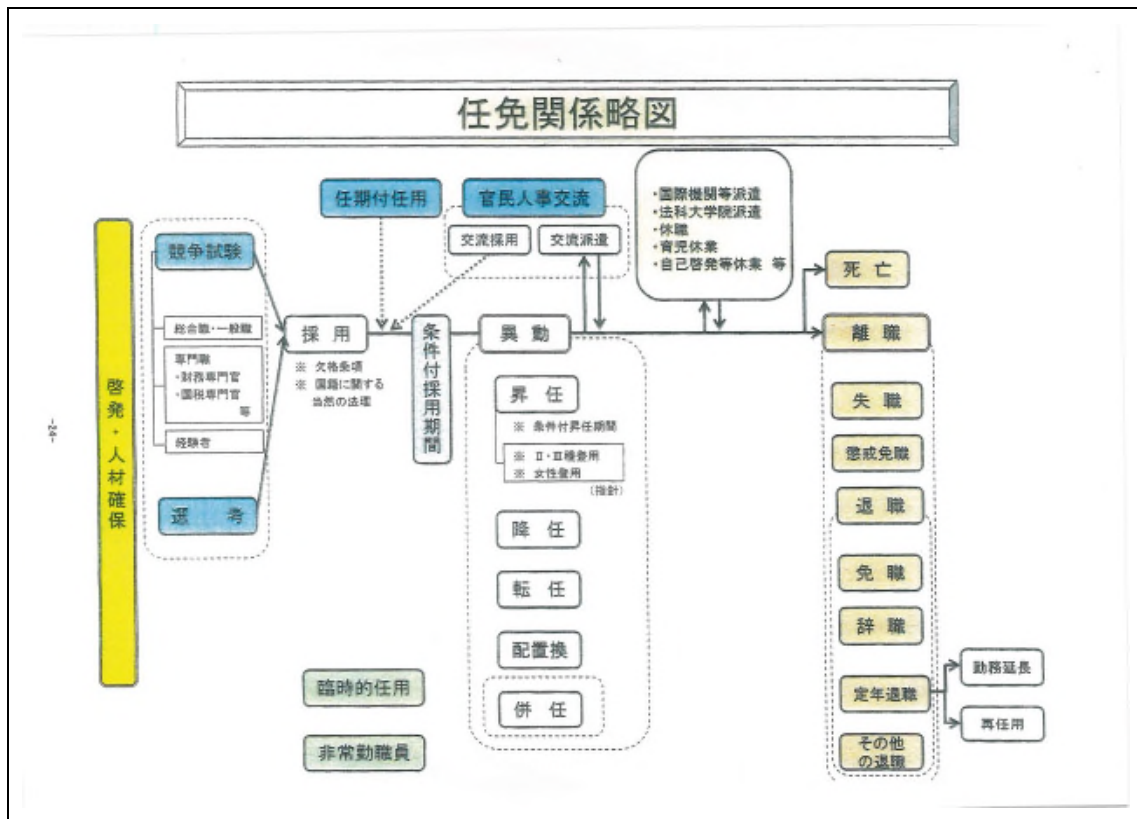 任免関係略図
任期付任用
官民人事交流
交流採用
交流派遣
・国際機関等派遣
・法科大学院派遣
・休職
・育児休業
・自己啓発等休業 等
啓発・人材確保
競争試験
総合職・一般職
専門職
・財務専門官
・国税専門官
等
経験者
選 考
採 用
※ 欠格条項
※ 国籍に関する
当然の法理
条件付採用期間
異 動
昇 任
※ 条件付昇任期間
※ Ⅱ・Ⅲ種登用
※ 女性登用
(指針)
降 任
転 任
配置換
併 任
臨時的任用
非常勤職員
死 亡
離 職
失 職
懲戒免職
退 職
免 職
辞 職
定年退職
その他
の退職
勤務延長
再任用
-24-